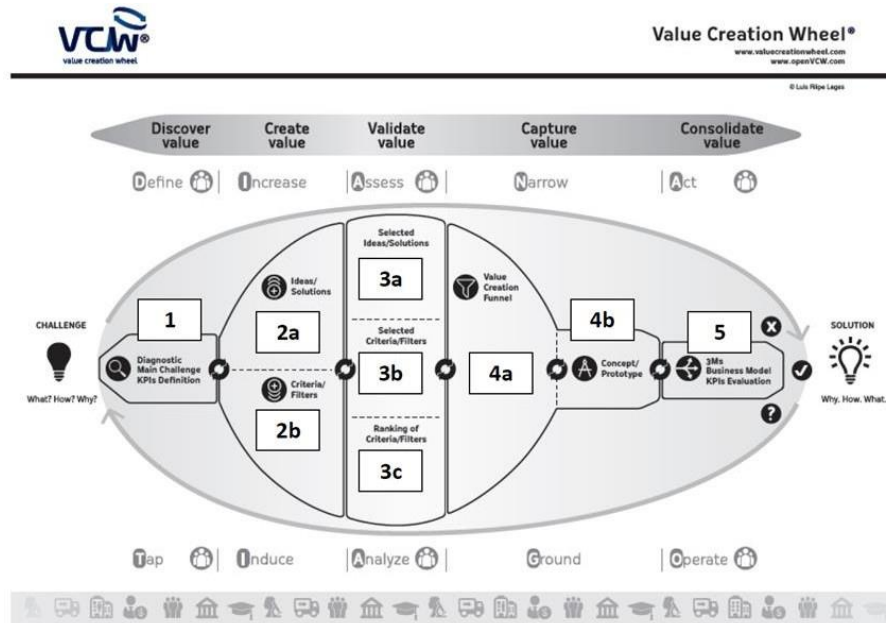 VCW®
value creation wheel
Value Creation Wheel®
www.valuecreationwheel.com
www.openVCW.com
© Luis Filipe Lages
Discover value
Create value
Validate value
Capture value
Consolidate value
Define
Increase
Assess
Narrow
Act
CHALLENGE
What? How? Why?
1
Diagnostic
Main Challenge
KPIs Definition
Ideas/
Solutions
2a
Criteria/
Filters
2b
Selected
Ideas/Solutions
3a
Selected
Criteria/Filters
3b
Ranking of
Criteria/Filters
3c
Value
Creation
Funnel
4a
4b
Concept/
Prototype
5
3Ms
Business Model
KPIs Evaluation
X
?
SOLUTION
Why. How. What.
Tap
Induce
Analyze
Ground
Operate